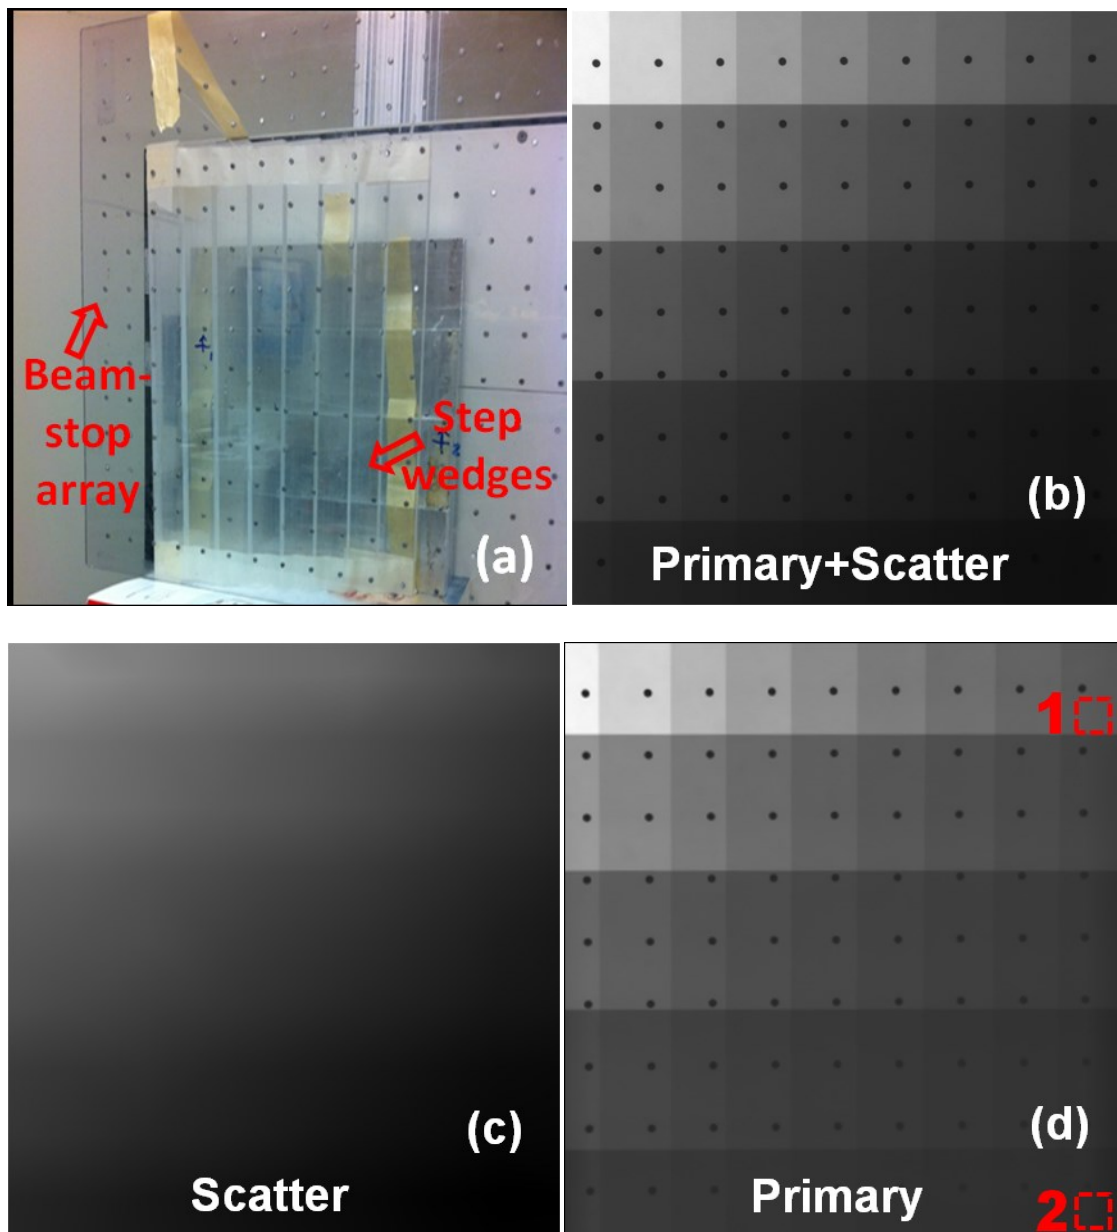 Beam-
stop
array
Step
wedges
(a)
(b)
Primary+Scatter
(c)
Scatter
1
(d)
Primary
2